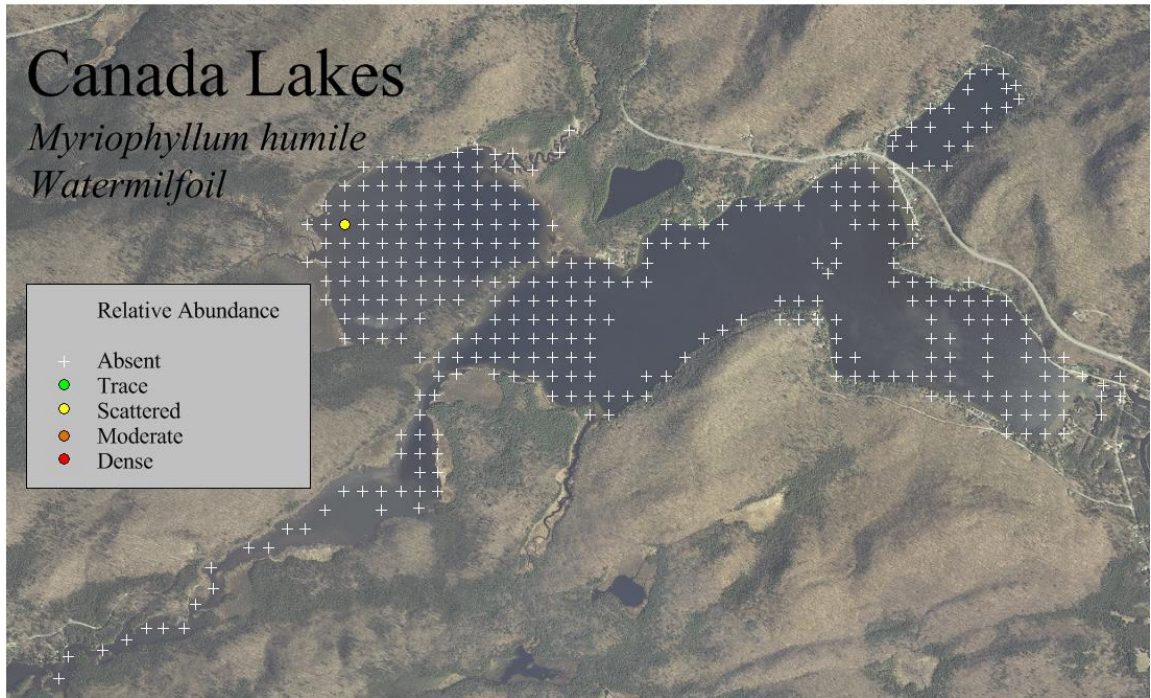 Canada Lakes
Myriophyllum humile
Watermilfoil
Relative Abundance
Absent
Trace
Scattered
Moderate
Dense